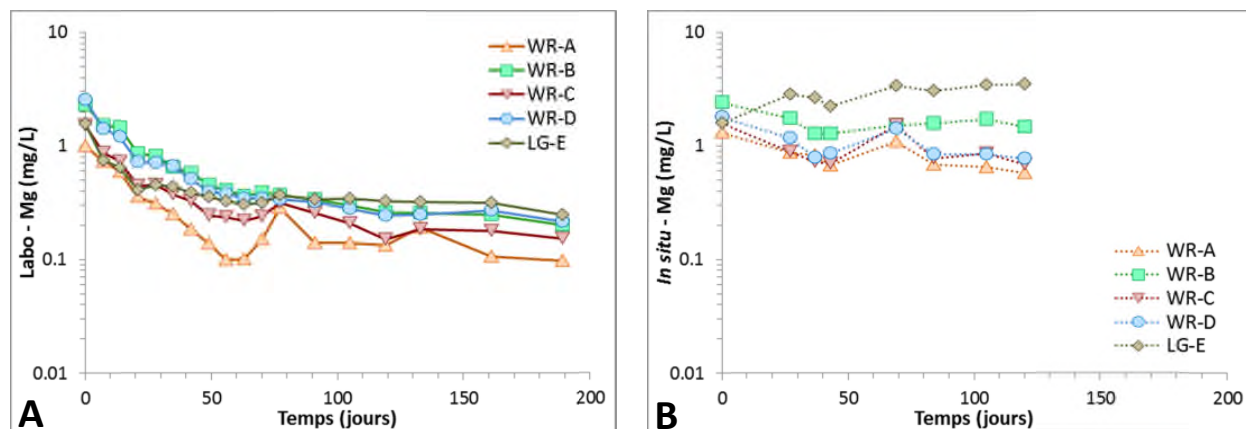 10
1
0.1
0.01
Labo - Mg (mg/L)
0
50
100
150
200
Temps (jours)
WR-A
WR-B
WR-C
WR-D
LG-E
A
10
1
0.1
0.01
In situ - Mg (mg/L)
0
50
100
150
200
Temps (jours)
WR-A
WR-B
WR-C
WR-D
LG-E
B